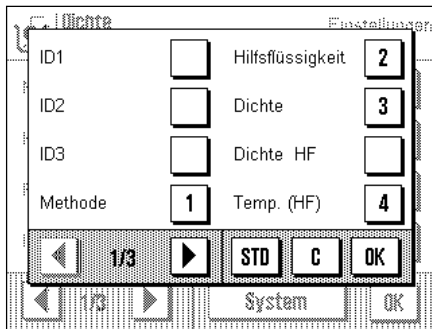 Dichte Einstellungen
ID1 Hilfsflüssigkeit 2
ID2 Dichte 3
ID3 Dichte HF
Methode 1 Temp. (HF) 4
1/3 STD C OK
1/3 System OK